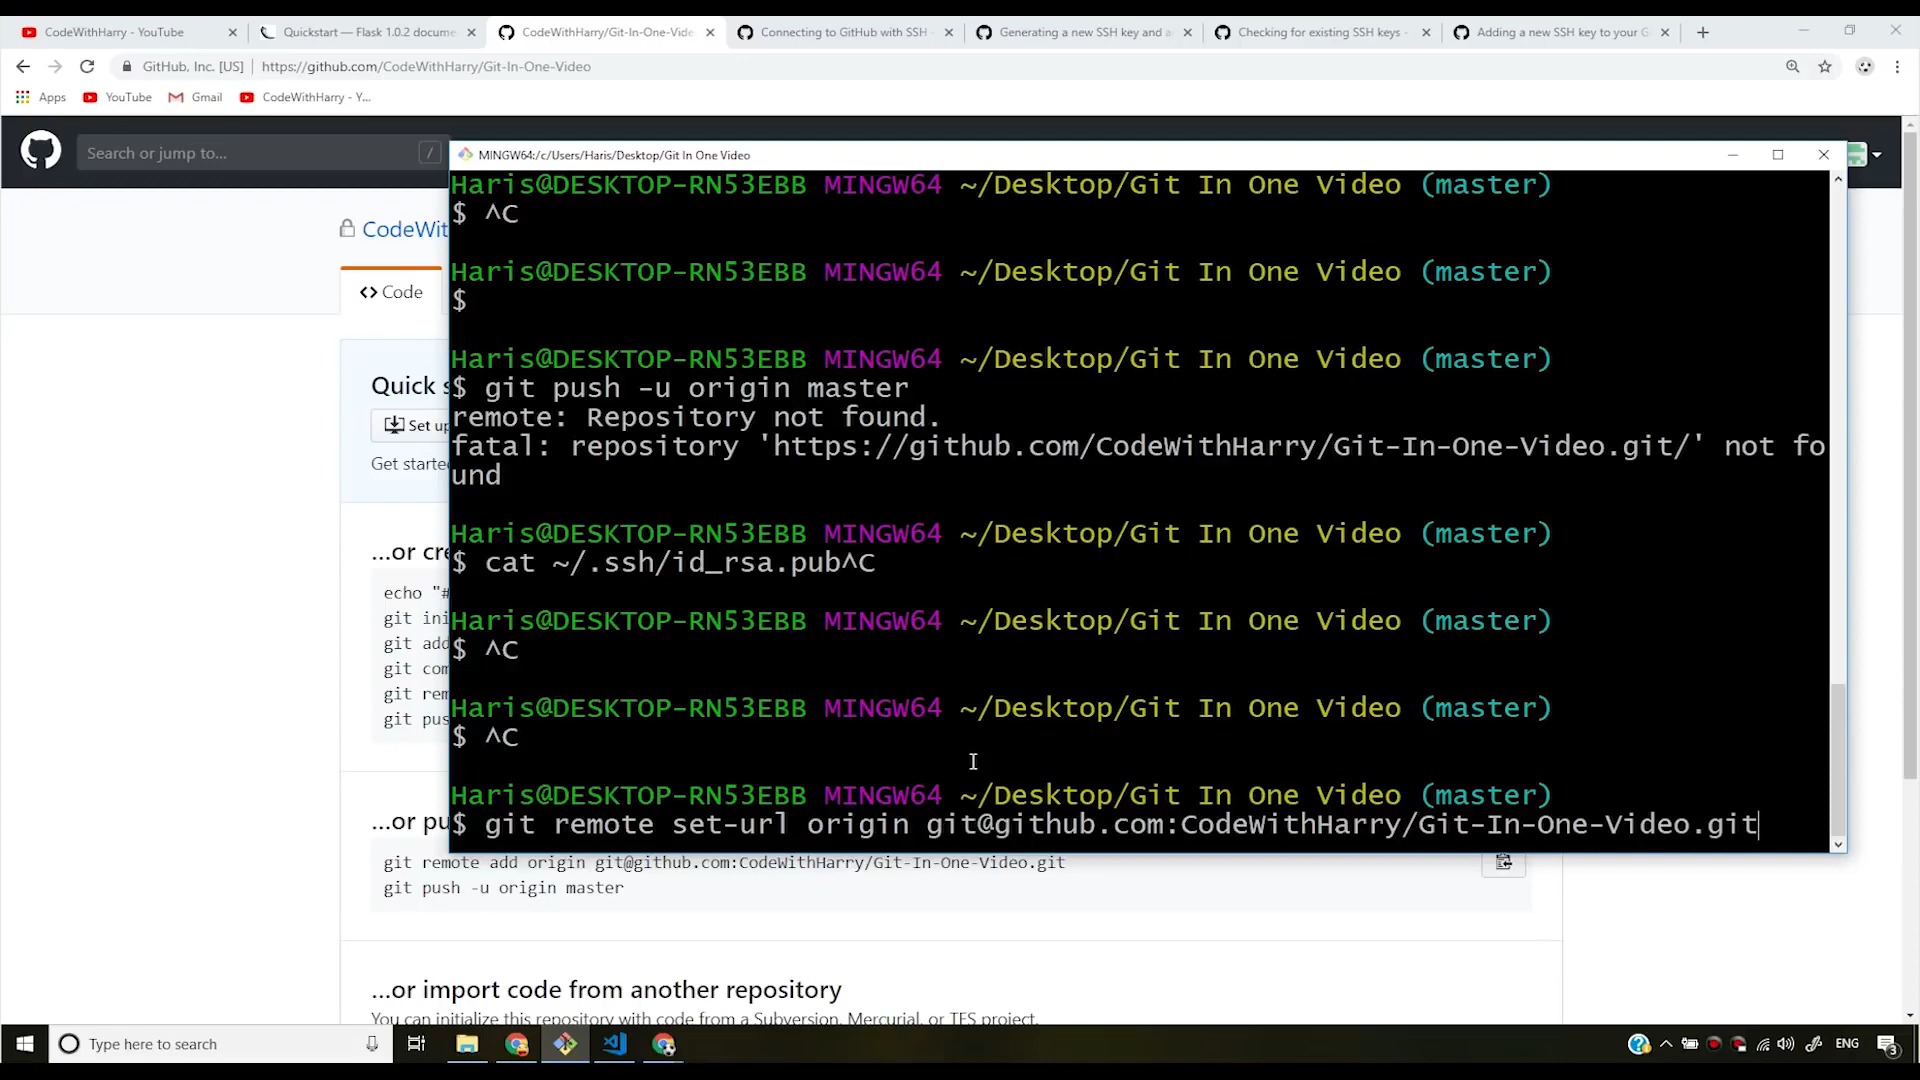 CodeWithHarry - YouTube
Quickstart — Flask 1.0.2 docume
CodeWithHarry/Git-In-One-Vide
Connecting to GitHub with SSH -
Generating a new SSH key and a
Checking for existing SSH keys -
Adding a new SSH key to your G
GitHub, Inc. [US]
https://github.com/CodeWithHarry/Git-In-One-Video
Apps
YouTube
Gmail
CodeWithHarry - Y...
Search or jump to...
/
MINGW64:/c/Users/Haris/Desktop/Git In One Video
Haris@DESKTOP-RN53EBB MINGW64 ~/Desktop/Git In One Video (master)
$ ^C
Haris@DESKTOP-RN53EBB MINGW64 ~/Desktop/Git In One Video (master)
$
Haris@DESKTOP-RN53EBB MINGW64 ~/Desktop/Git In One Video (master)
$ git push -u origin master
remote: Repository not found.
fatal: repository 'https://github.com/CodeWithHarry/Git-In-One-Video.git/' not fo
und
Haris@DESKTOP-RN53EBB MINGW64 ~/Desktop/Git In One Video (master)
$ cat ~/.ssh/id_rsa.pub^C
Haris@DESKTOP-RN53EBB MINGW64 ~/Desktop/Git In One Video (master)
$ ^C
Haris@DESKTOP-RN53EBB MINGW64 ~/Desktop/Git In One Video (master)
$ ^C
Haris@DESKTOP-RN53EBB MINGW64 ~/Desktop/Git In One Video (master)
$ git remote set-url origin git@github.com:CodeWithHarry/Git-In-One-Video.git
CodeWit
<> Code
Quick s
Set up
Get starte
...or cre
echo "#
git ini
git add
git com
git rem
git pus
...or pu
git remote add origin git@github.com:CodeWithHarry/Git-In-One-Video.git
git push -u origin master
...or import code from another repository
You can initialize this repository with code from a Subversion, Mercurial, or TFS project.
Type here to search
ENG
3